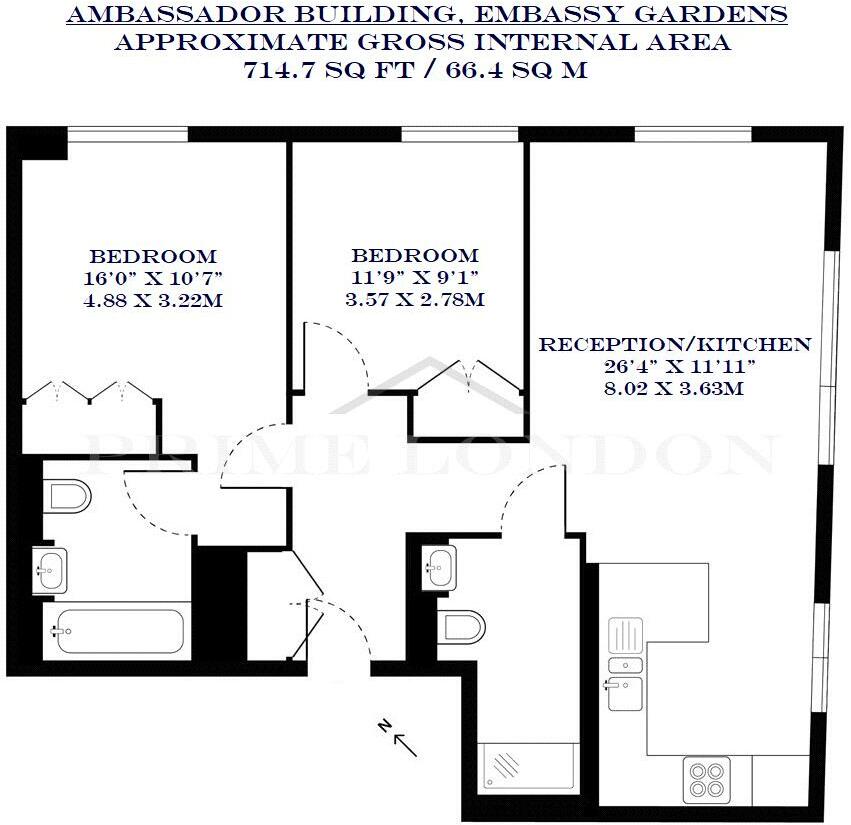 AMBASSADOR BUILDING, EMBASSY GARDENS
APPROXIMATE GROSS INTERNAL AREA
714.7 SQ FT / 66.4 SQ M
BEDROOM
16'0" X 10'7"
4.88 X 3.22M
BEDROOM
11'9" X 9'1"
3.57 X 2.78M
RECEPTION/KITCHEN
26'4" X 11'11"
8.02 X 3.63M
PRIME LONDON
N